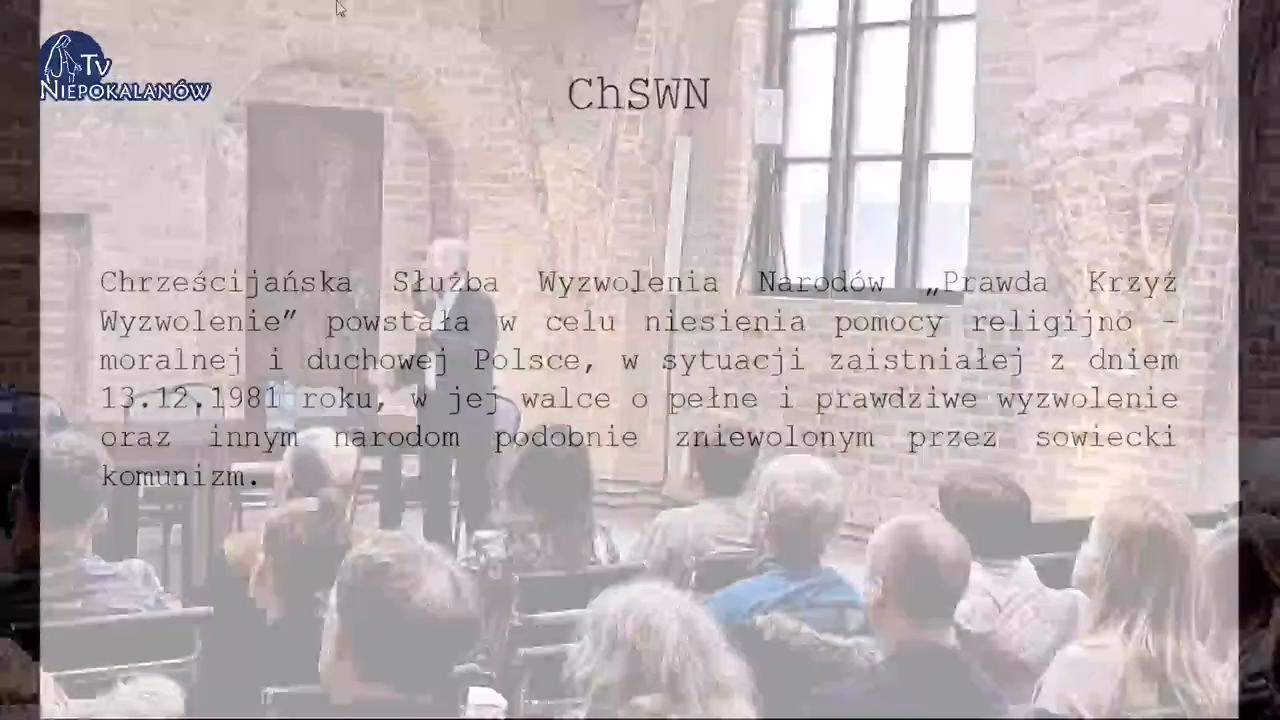 Tv
NIEPOKALANÓW
ChSWN
Chrześcijańska Służba Wyzwolenia Narodów „Prawda Krzyż
Wyzwolenie” powstała w celu niesienia pomocy religijno -
moralnej i duchowej Polsce, w sytuacji zaistniałej z dniem
13.12.1981 roku, w jej walce o pełne i prawdziwe wyzwolenie
oraz innym narodom podobnie zniewolonym przez sowiecki
komunizm.